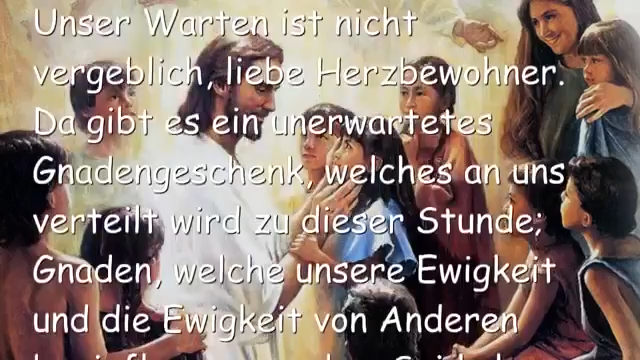 Unser Warten ist nicht
vergeblich, liebe Herzbewohner.
Da gibt es ein unerwartetes
Gnadengeschenk, welches an uns
verteilt wird zu dieser Stunde;
Gnaden, welche unsere Ewigkeit
und die Ewigkeit von Anderen